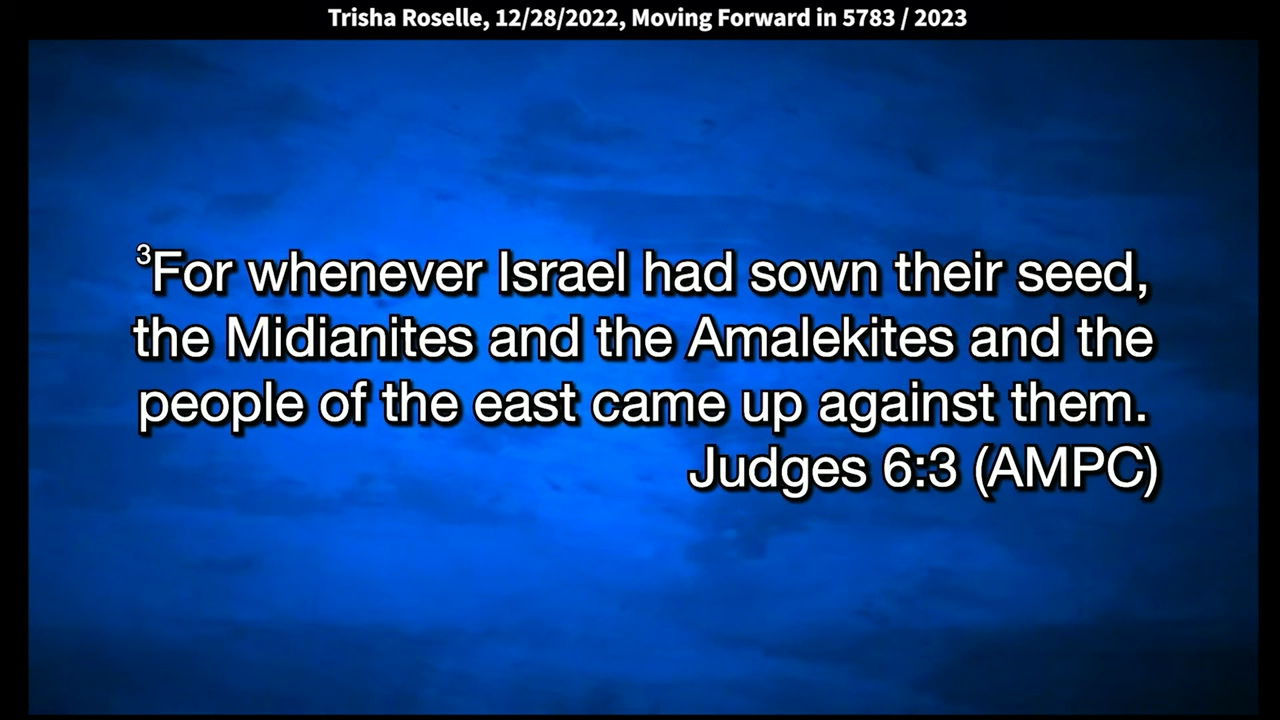 Trisha Roselle, 12/28/2022, Moving Forward in 5783 / 2023
³For whenever Israel had sown their seed,
the Midianites and the Amalekites and the
people of the east came up against them.
Judges 6:3 (AMPC)